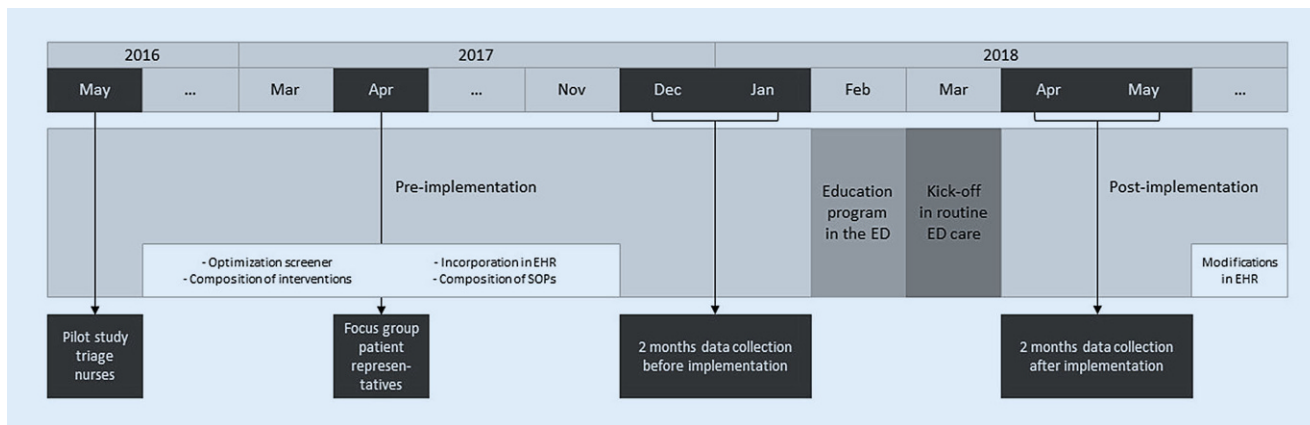 2016 2017 2018
May ... Mar Apr ... Nov Dec Jan Feb Mar Apr May ...
Pre-implementation
Education
program
in the ED
Kick-off
in routine
ED care
Post-implementation
- Optimization screener
- Composition of interventions
- Incorporation in EHR
- Composition of SOPs
Modifications
in EHR
Pilot study
triage
nurses
Focus group
patient
represen-
tatives
2 months data collection
before implementation
2 months data collection
after implementation